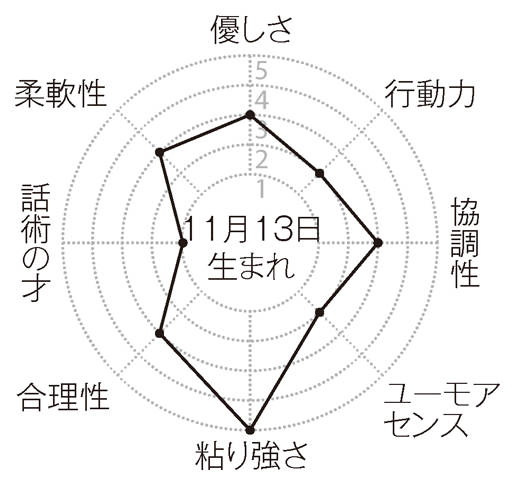 優しさ
行動力
協調性
ユーモア
センス
粘り強さ
合理性
話術の才
柔軟性
5
4
3
2
1
11月13日
生まれ